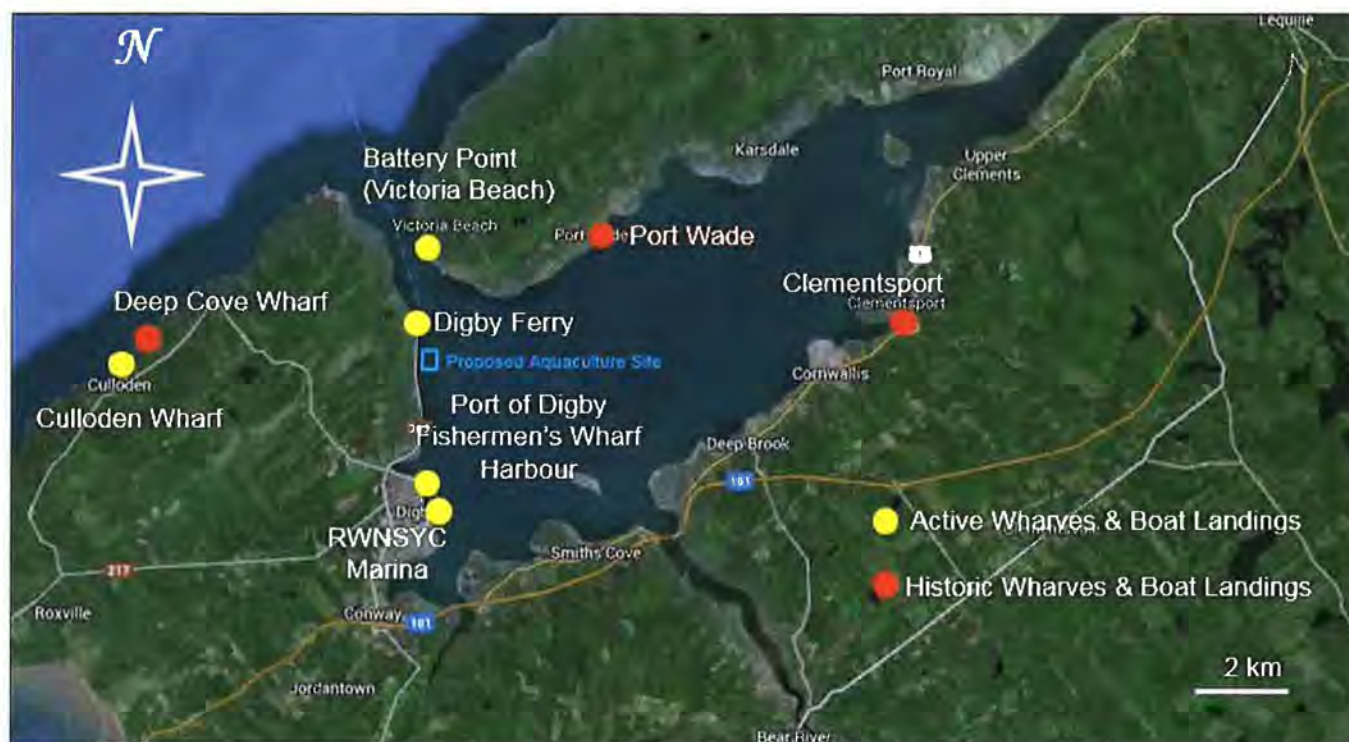 N
Lequille
Port Royal
Karsdale
Battery Point
(Victoria Beach)
Victoria Beach
Upper
Clements
Port Wade
Clementsport
1
Clementsport
Deep Cove Wharf
Digby Ferry
Proposed Aquaculture Site
Culloden
Culloden Wharf
Cornwallis
Port of Digby
Fishermen's Wharf
Harbour
Deep Brook
101
Active Wharves & Boat Landings
RWNSYC
Marina
Smiths Cove
217
Historic Wharves & Boat Landings
Roxville
Conway
101
2 km
Jordantown
Bear River